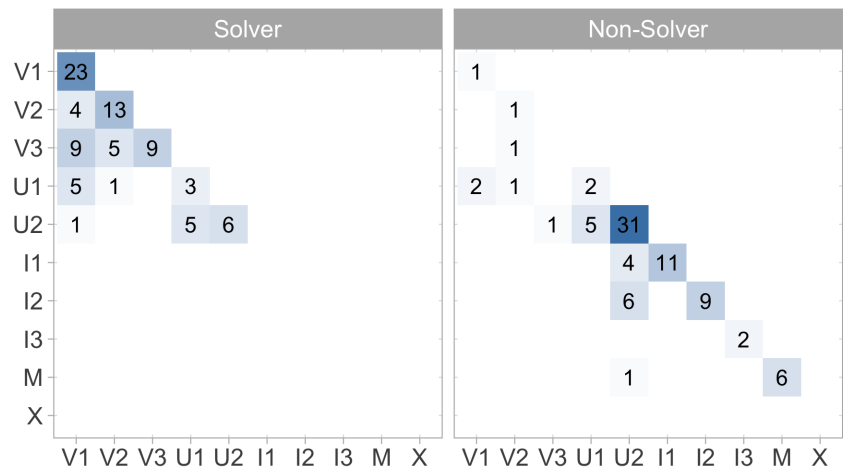 Solver Non-Solver
V1 23 1
V2 4 13 1
V3 9 5 9 1
U1 5 1 3 2 1 2
U2 1 5 6 1 5 31
I1 4 11
I2 6 9
I3 2
M 1 6
X
V1 V2 V3 U1 U2 I1 I2 I3 M X V1 V2 V3 U1 U2 I1 I2 I3 M X